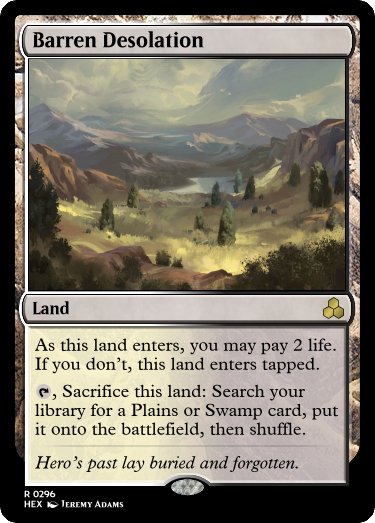 Barren Desolation
Land
As this land enters, you may pay 2 life.
If you don't, this land enters tapped.
, Sacrifice this land: Search your
library for a Plains or Swamp card, put
it onto the battlefield, then shuffle.
Hero's past lay buried and forgotten.
R 0296
HEX Jeremy Adams